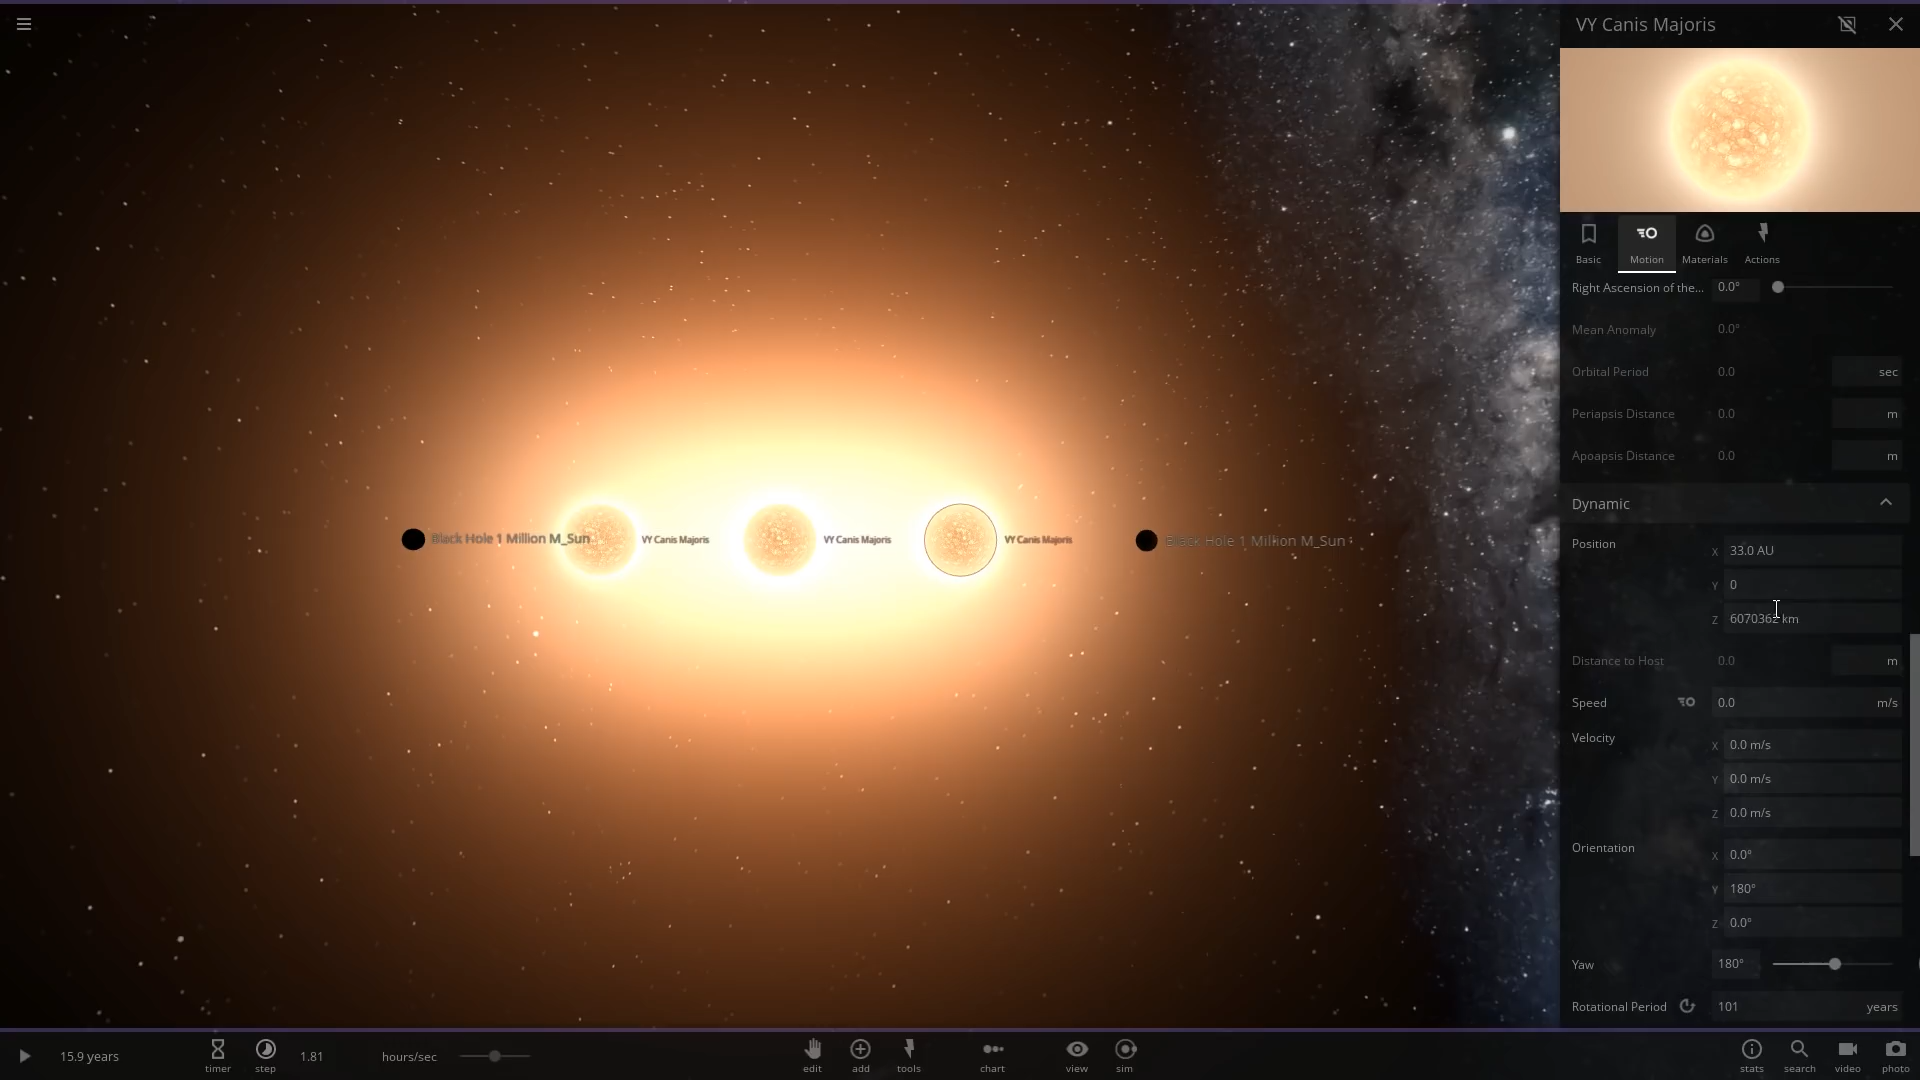 VY Canis Majoris
Basic
Motion
Materials
Actions
Right Ascension of the... 0.0°
Mean Anomaly 0.0°
Orbital Period 0.0 sec
Periapsis Distance 0.0 m
Apoapsis Distance 0.0 m
Dynamic
Position X 33.0 AU
Y 0
Z 6070362 km
Distance to Host 0.0 m
Speed 0.0 m/s
Velocity X 0.0 m/s
Y 0.0 m/s
Z 0.0 m/s
Orientation X 0.0°
Y 180°
Z 0.0°
Yaw 180°
Rotational Period 101 years
Black Hole 1 Million M_Sun
VY Canis Majoris
VY Canis Majoris
VY Canis Majoris
Black Hole 1 Million M_Sun
15.9 years
timer
step
1.81 hours/sec
edit
add
tools
chart
view
sim
stats
search
video
photo